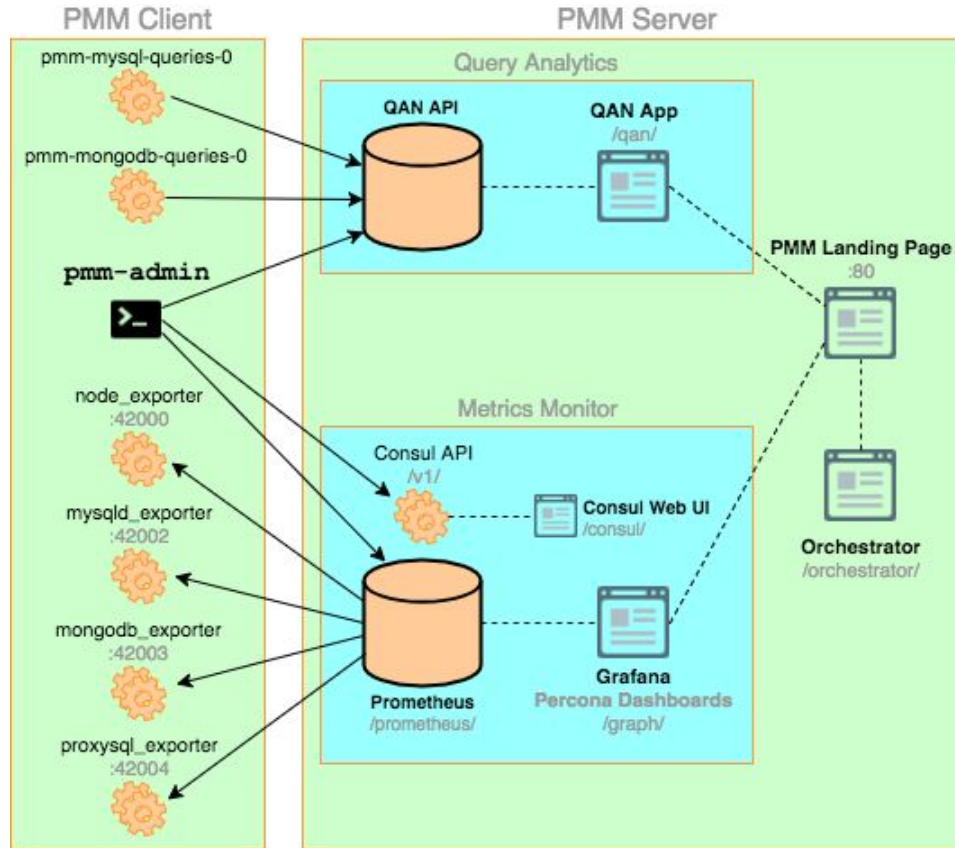 PMM Client
pmm-mysql-queries-0
pmm-mongodb-queries-0
pmm-admin
node_exporter
:42000
mysqld_exporter
:42002
mongodb_exporter
:42003
proxysql_exporter
:42004
PMM Server
Query Analytics
QAN API
QAN App
/qan/
PMM Landing Page
:80
Metrics Monitor
Consul API
/v1/
Consul Web UI
/consul/
Orchestrator
/orchestrator/
Prometheus
/prometheus/
Grafana
Percona Dashboards
/graph/